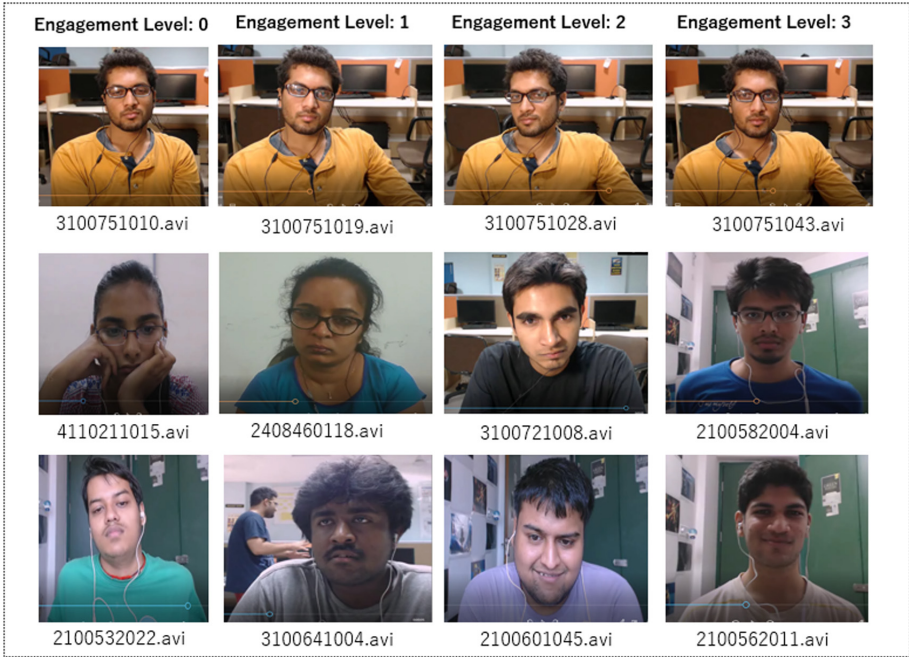 Engagement Level: 0 Engagement Level: 1 Engagement Level: 2 Engagement Level: 3
3100751010.avi 3100751019.avi 3100751028.avi 3100751043.avi
4110211015.avi 2408460118.avi 3100721008.avi 2100582004.avi
2100532022.avi 3100641004.avi 2100601045.avi 2100562011.avi